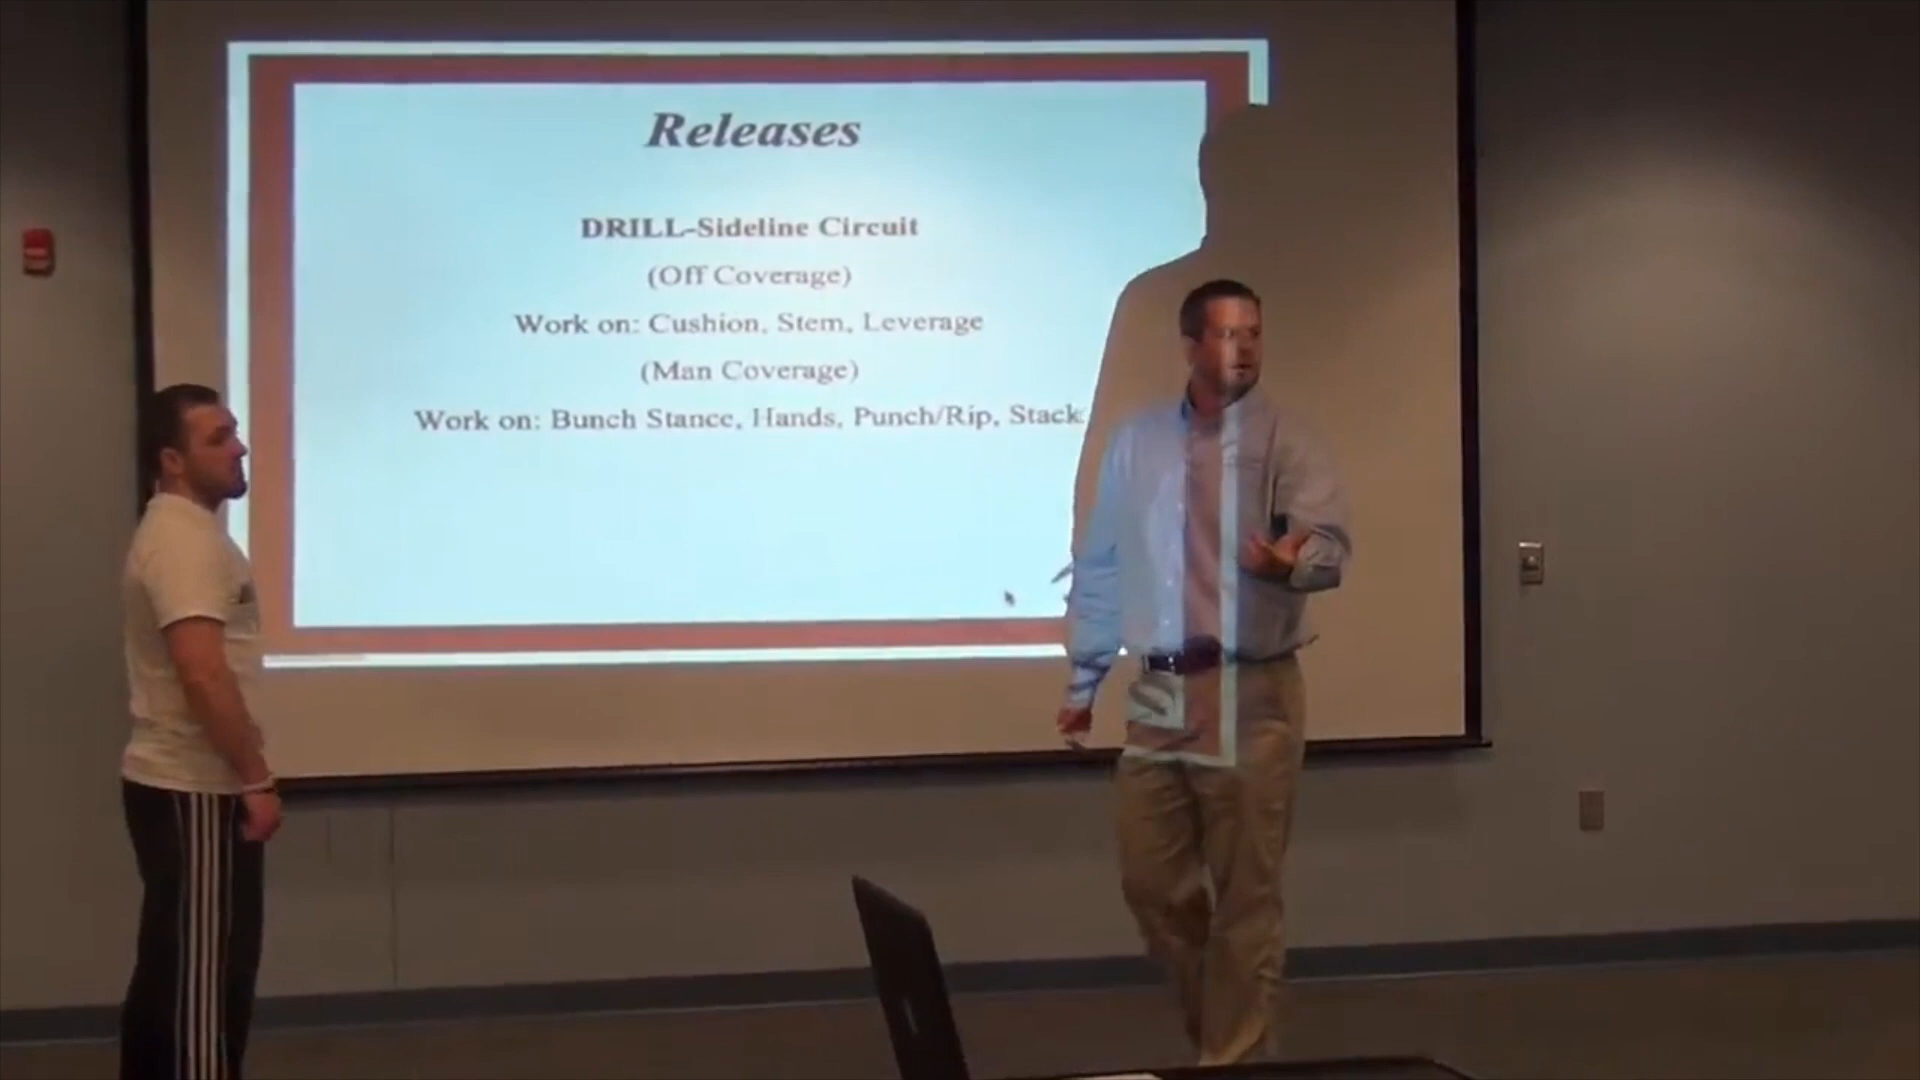 Releases
DRILL-Sideline Circuit
(Off Coverage)
Work on: Cushion, Stem, Leverage
(Man Coverage)
Work on: Bunch Stance, Hands, Punch/Rip, Stack